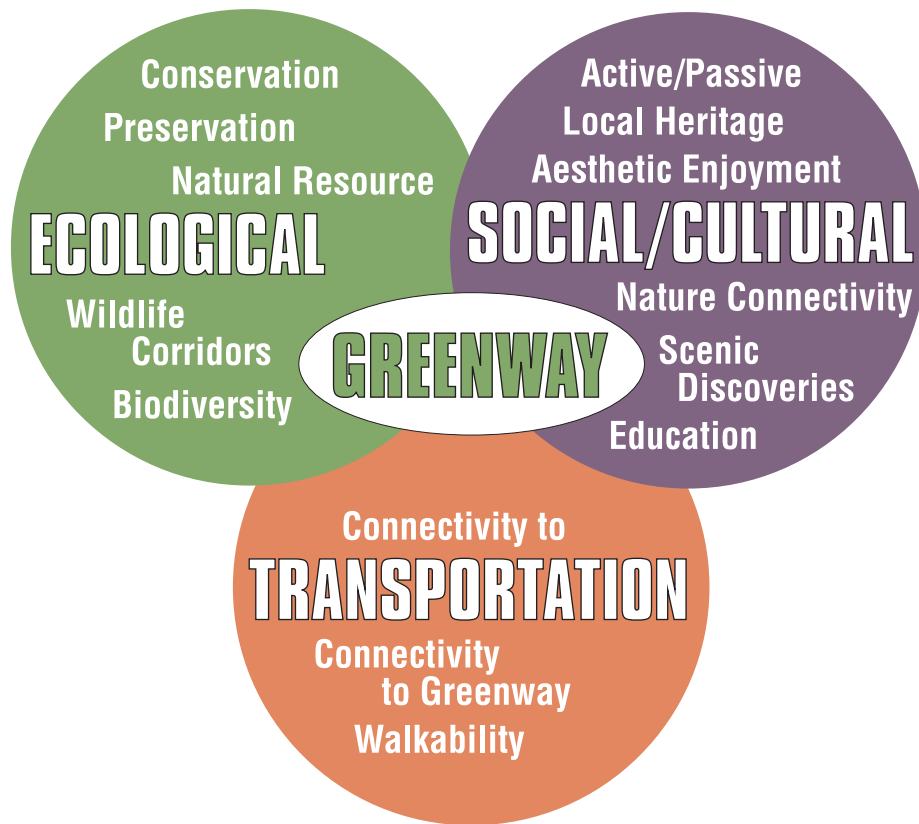 Conservation
Preservation
Natural Resource
ECOLOGICAL
Wildlife
Corridors
Biodiversity
Active/Passive
Local Heritage
Aesthetic Enjoyment
SOCIAL/CULTURAL
Nature Connectivity
Scenic
Discoveries
Education
GREENWAY
Connectivity to
TRANSPORTATION
Connectivity
to Greenway
Walkability